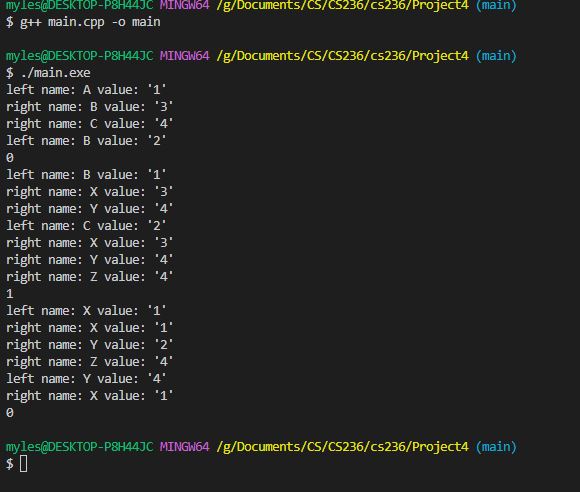 myles@DESKTOP-P8H44JC MINGW64 /g/Documents/CS/CS236/cs236/Project4 (main)
$ g++ main.cpp -o main
myles@DESKTOP-P8H44JC MINGW64 /g/Documents/CS/CS236/cs236/Project4 (main)
$ ./main.exe
left name: A value: '1'
right name: B value: '3'
right name: C value: '4'
left name: B value: '2'
0
left name: B value: '1'
right name: X value: '3'
right name: Y value: '4'
left name: C value: '2'
right name: X value: '3'
right name: Y value: '4'
right name: Z value: '4'
1
left name: X value: '1'
right name: X value: '1'
right name: Y value: '2'
right name: Z value: '4'
left name: Y value: '4'
right name: X value: '1'
0
myles@DESKTOP-P8H44JC MINGW64 /g/Documents/CS/CS236/cs236/Project4 (main)
$